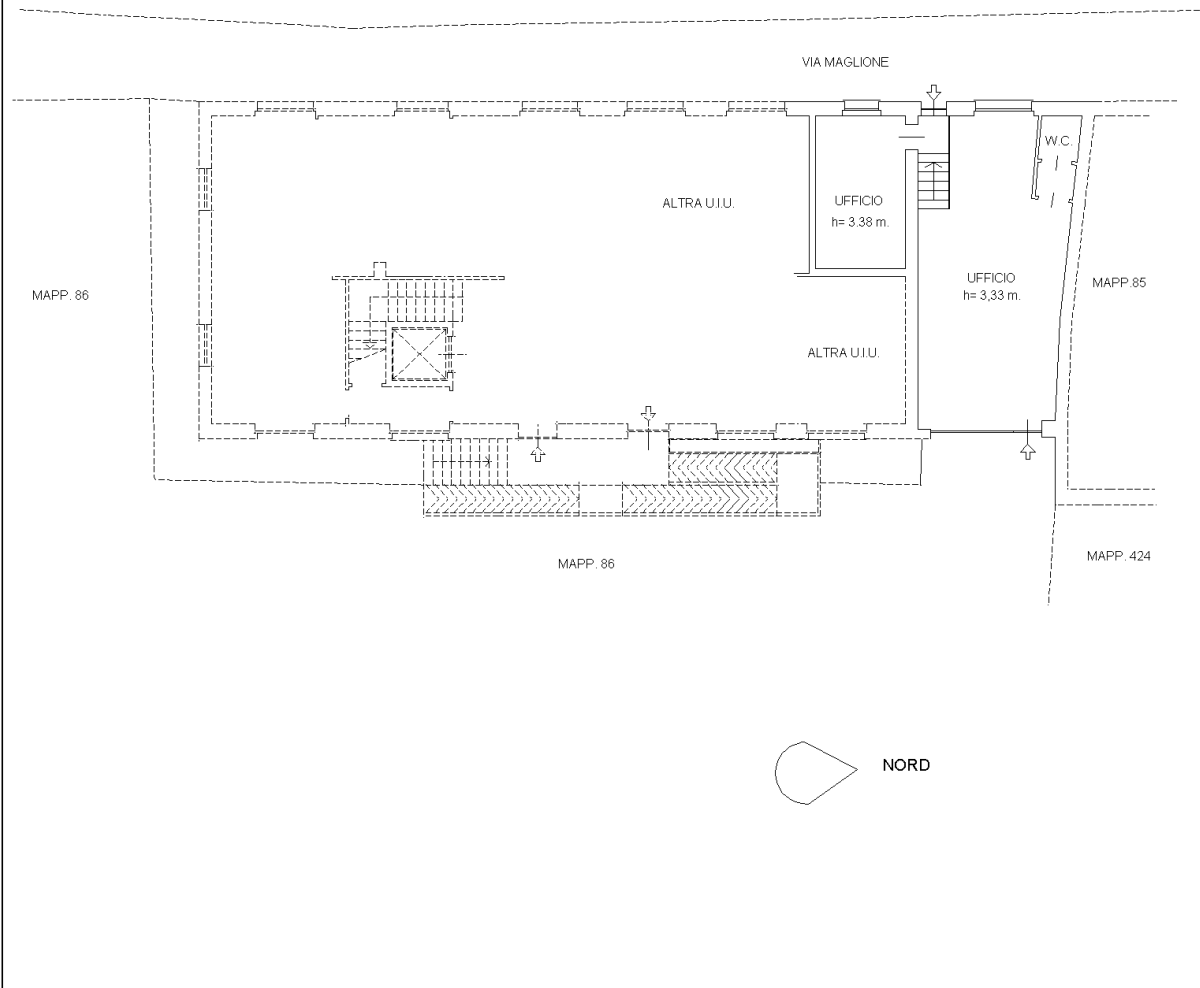 VIA MAGLIONE
W.C.
ALTRA U.I.U.
UFFICIO
h= 3.38 m.
UFFICIO
h= 3,33 m.
MAPP. 86
MAPP.85
ALTRA U.I.U.
MAPP. 86
MAPP. 424
NORD